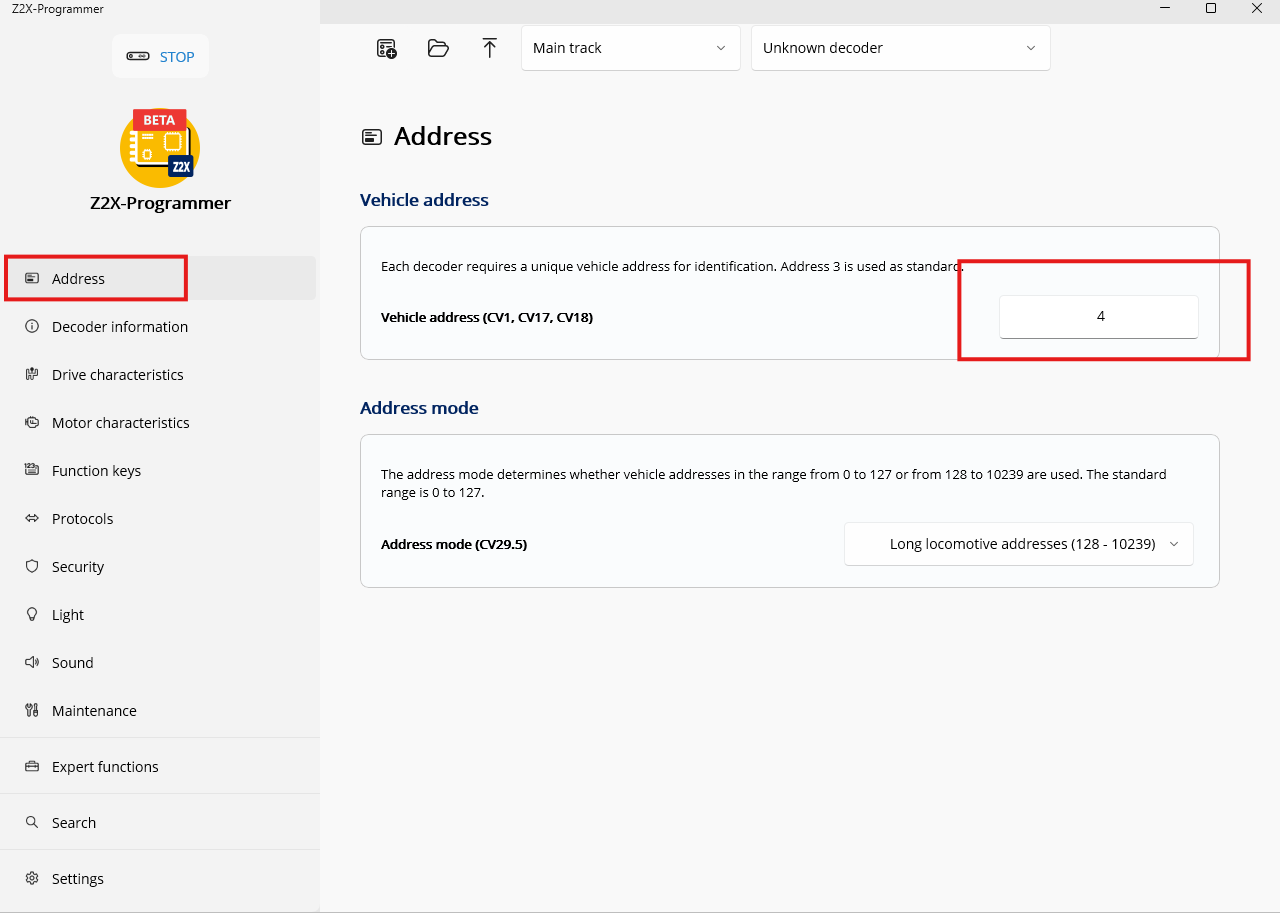 Z2X-Programmer
STOP
BETA
Z2X
Z2X-Programmer
Address
Decoder information
Drive characteristics
Motor characteristics
Function keys
Protocols
Security
Light
Sound
Maintenance
Expert functions
Search
Settings
Main track
Unknown decoder
Address
Vehicle address
Each decoder requires a unique vehicle address for identification. Address 3 is used as standard.
Vehicle address (CV1, CV17, CV18)
4
Address mode
The address mode determines whether vehicle addresses in the range from 0 to 127 or from 128 to 10239 are used. The standard
range is 0 to 127.
Address mode (CV29.5)
Long locomotive addresses (128 - 10239)